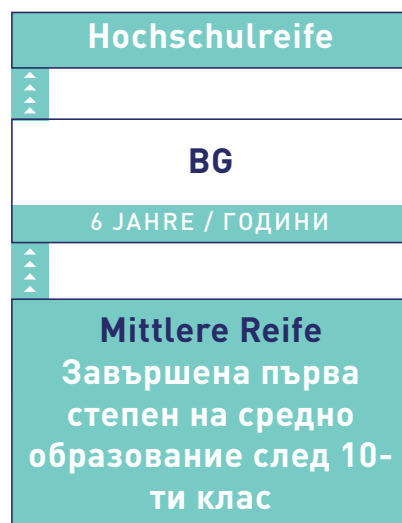 Hochschulreife
BG
6 JAHRE / ГОДИНИ
Mittlere Reife
Завършена първа
степен на средно
образование след 10-
ти клас